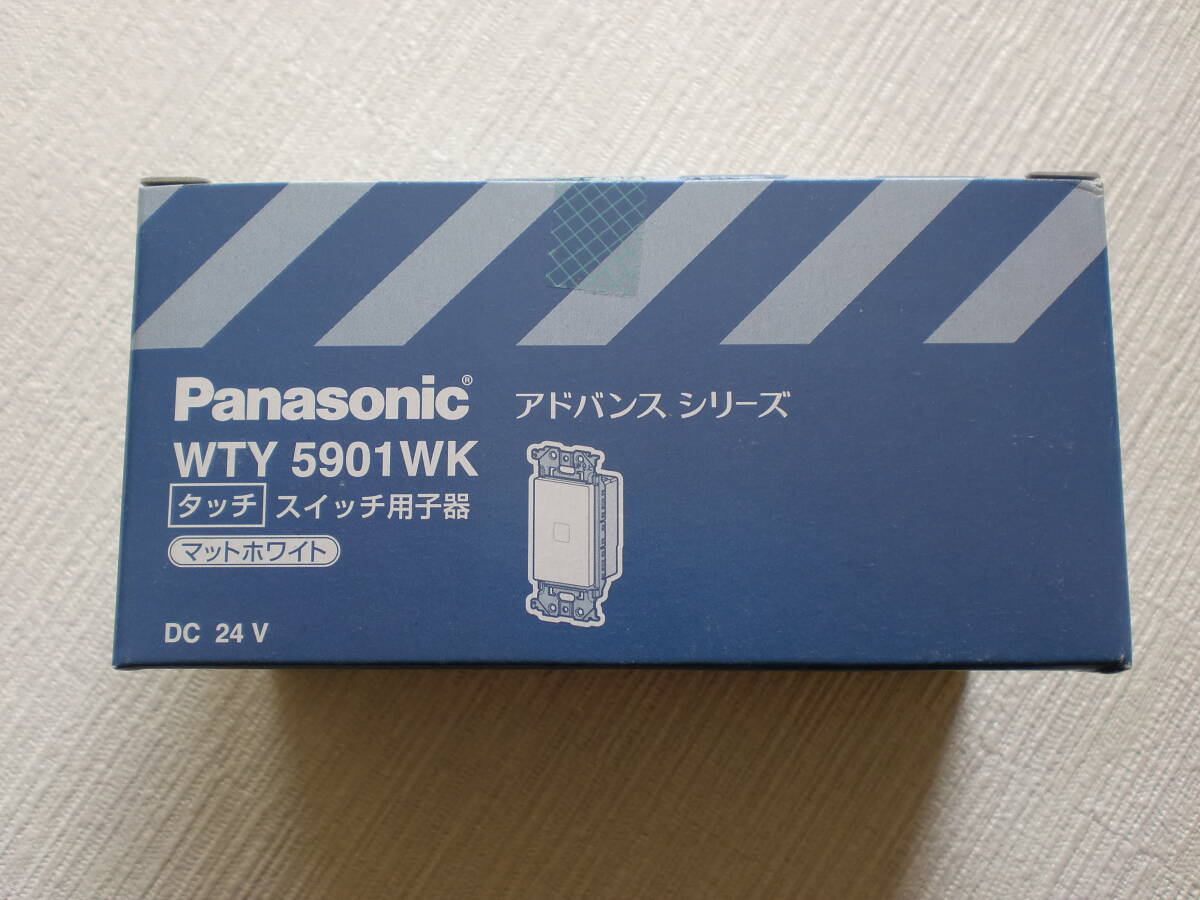 Panasonic®
アドバンス シリーズ
WTY 5901WK
タッチ スイッチ用子器
マットホワイト
DC 24 V